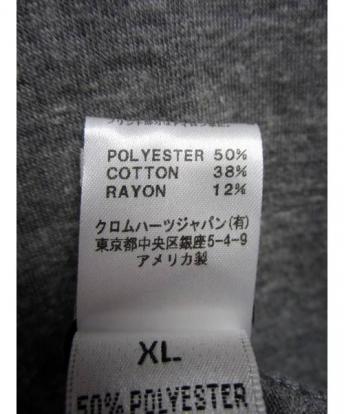 POLYESTER 50%
COTTON 38%
RAYON 12%
クロムハーツジャパン(有)
東京都中央区銀座5-4-9
アメリカ製
XL
50% POLYESTER